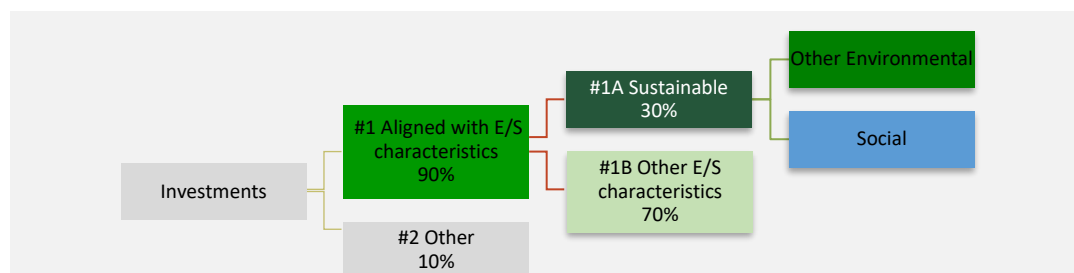 Investments
#1 Aligned with E/S
characteristics
90%
#2 Other
10%
#1A Sustainable
30%
#1B Other E/S
characteristics
70%
Other Environmental
Social